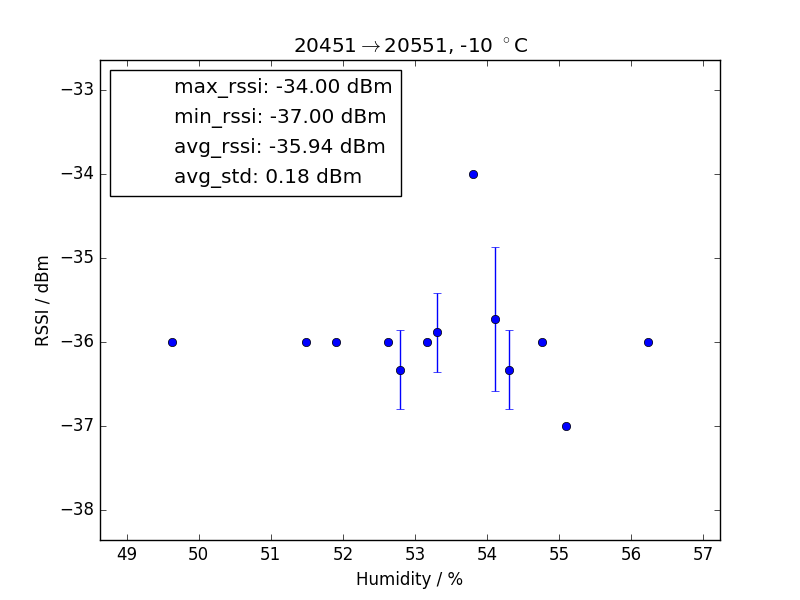 20451→20551, -10 °C
max_rssi: -34.00 dBm
min_rssi: -37.00 dBm
avg_rssi: -35.94 dBm
avg_std: 0.18 dBm
RSSI / dBm
−33
−34
−35
−36
−37
−38
49 50 51 52 53 54 55 56 57
Humidity / %